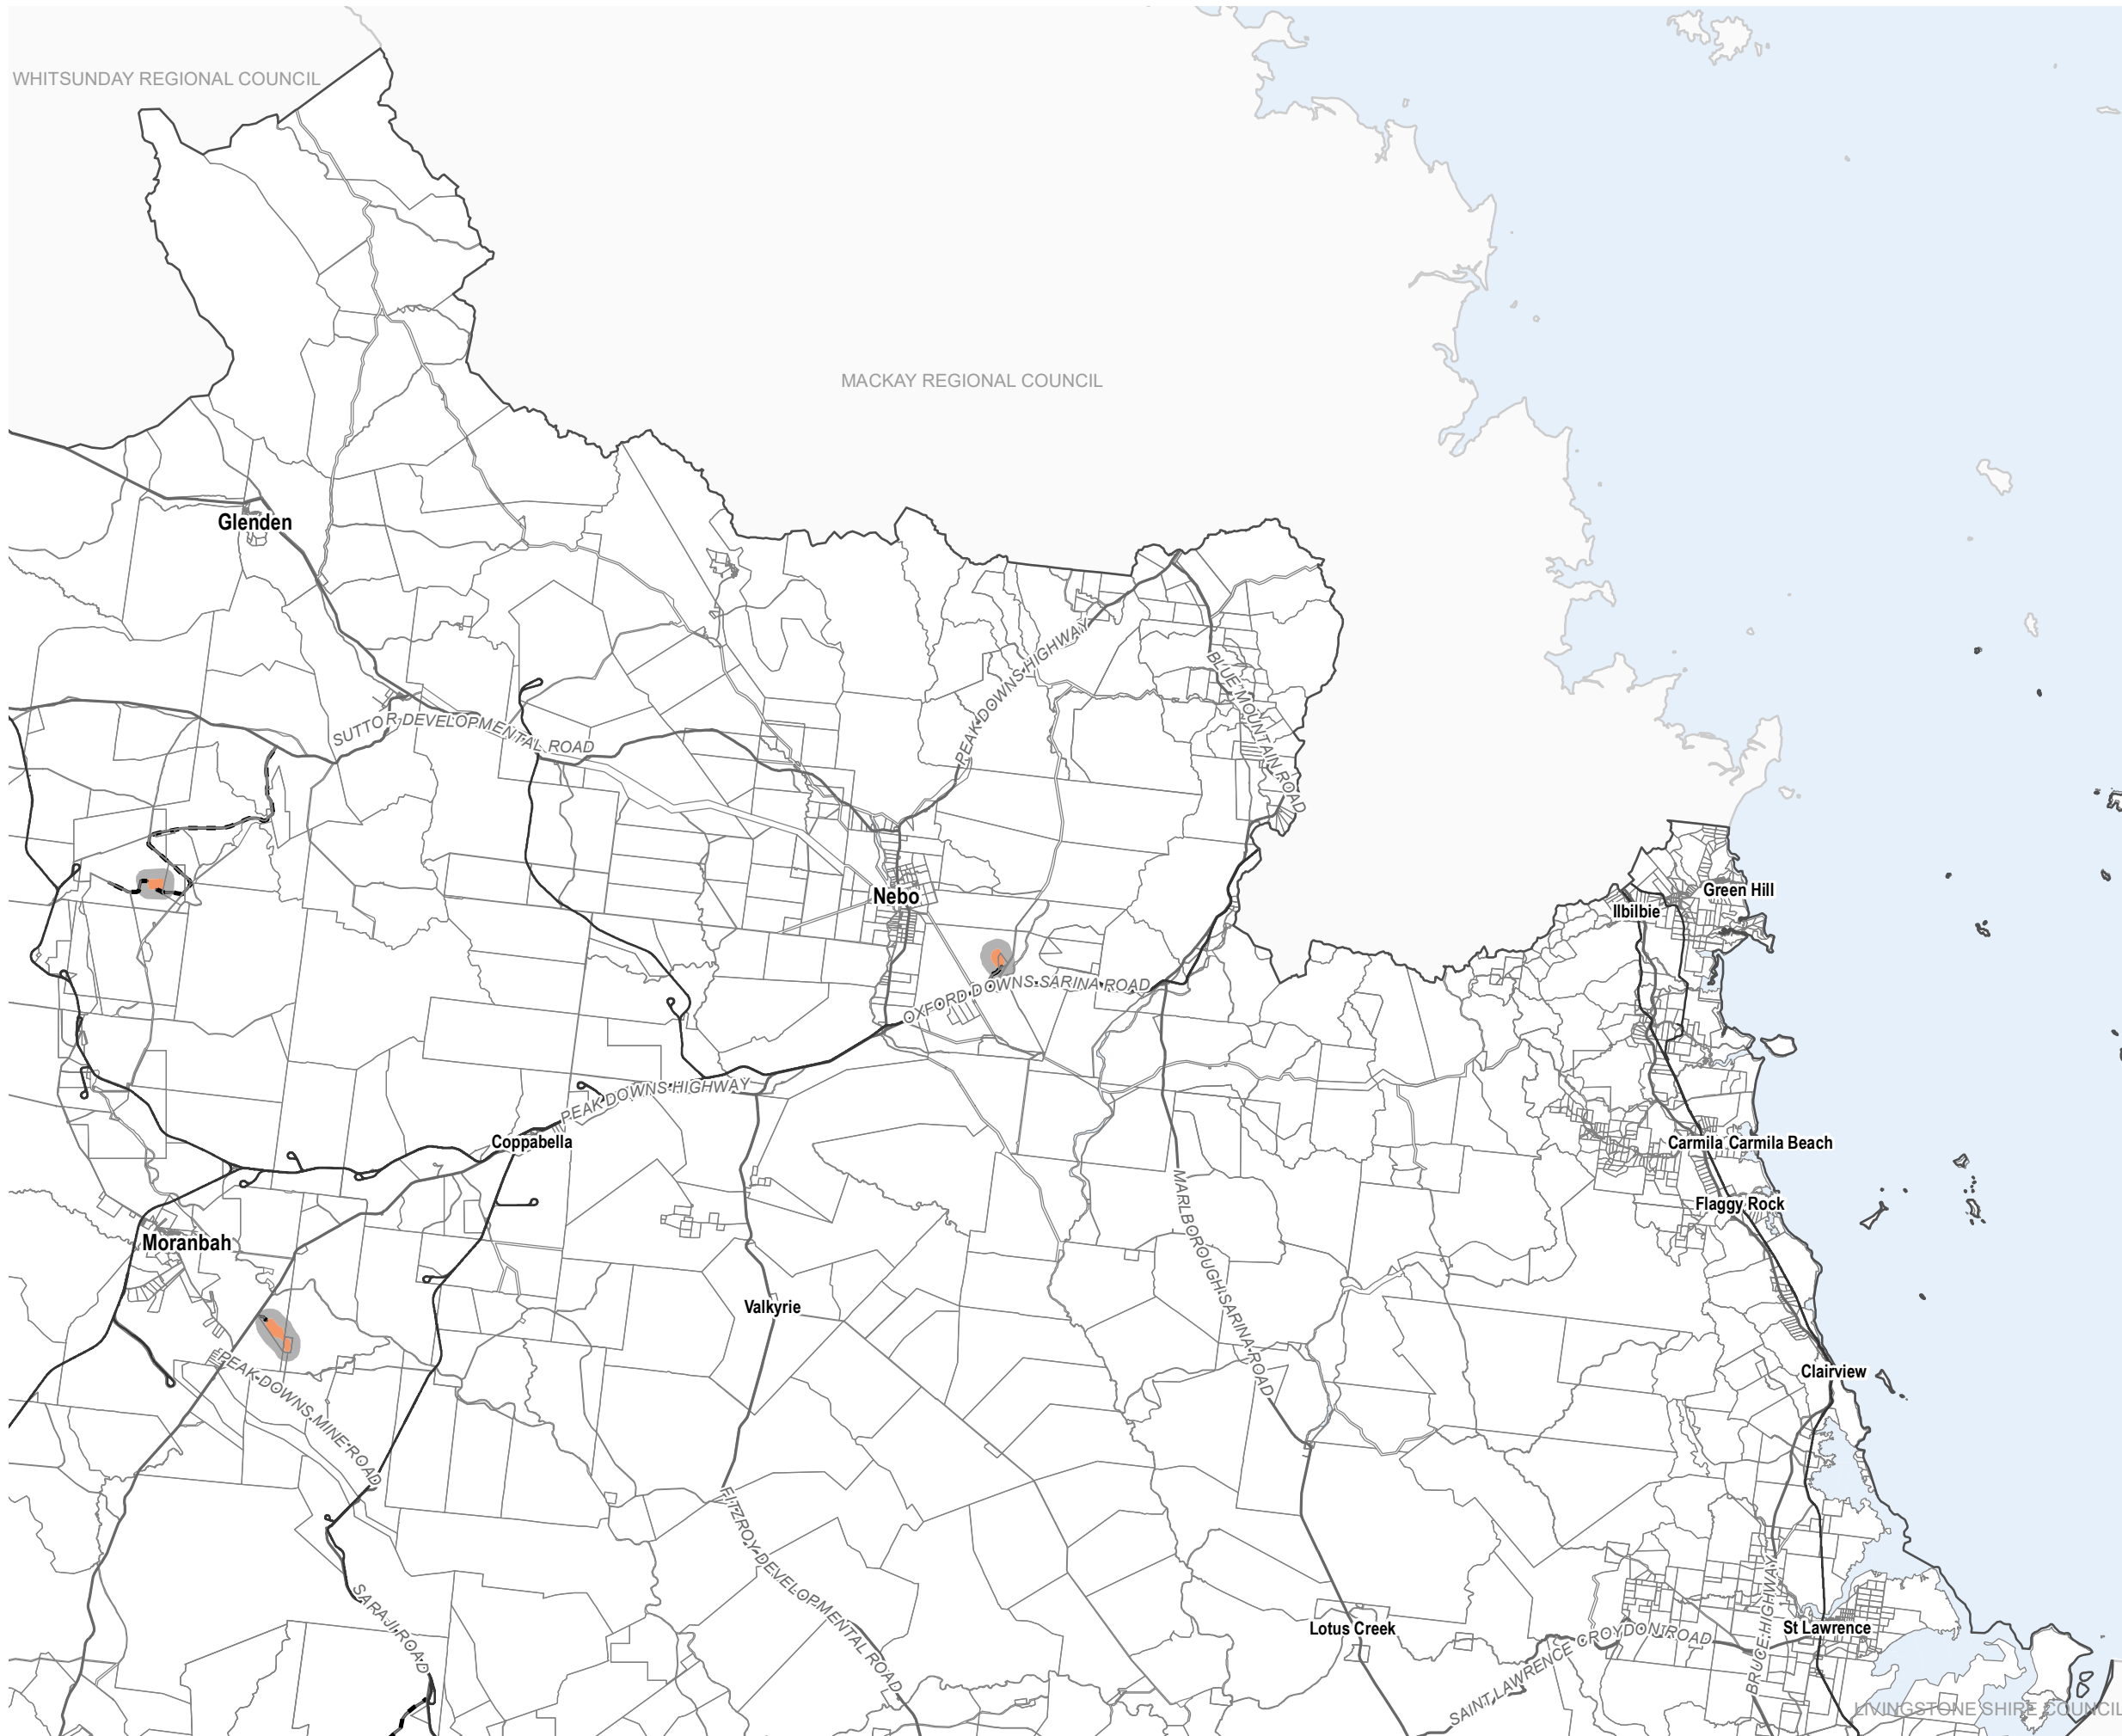 WHITSUNDAY REGIONAL COUNCIL
MACKAY REGIONAL COUNCIL
Glenden
PEAK DOWNS HIGHWAY
BLUE MOUNTAIN ROAD
SUTTOR DEVELOPMENTAL ROAD
Nebo
Green Hill
Ilbilbie
OXFORD DOWNS SARINA ROAD
PEAK DOWNS HIGHWAY
Coppabella
Carmila
Carmila Beach
Flaggy Rock
Moranbah
MARLBOROUGH SARINA ROAD
Valkyrie
Clairview
PEAK DOWNS MINE ROAD
FITZROY DEVELOPMENTAL ROAD
SARAJI ROAD
BRUCE HIGHWAY
Lotus Creek
St Lawrence
SAINT LAWRENCE CROYDON ROAD
LIVINGSTONE SHIRE COUNCIL